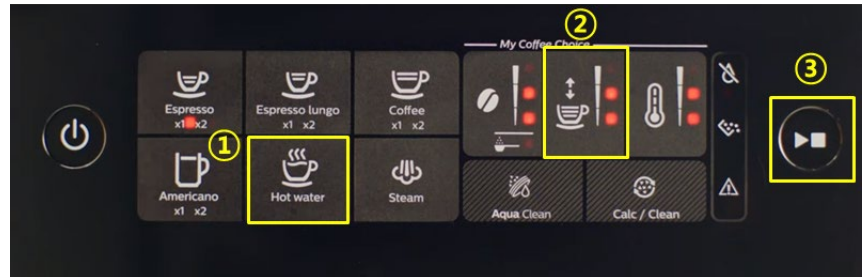 ②
My Coffee Choice
③
Espresso
x1 x2
Espresso lungo
x1 x2
Coffee
x1 x2
①
Americano
x1 x2
Hot water
Steam
Aqua Clean
Calc / Clean